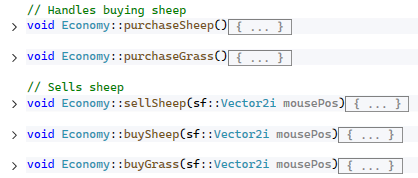 // Handles buying sheep
void Economy::purchaseSheep(){ ... }
void Economy::purchaseGrass(){ ... }
// Sells sheep
void Economy::sellSheep(sf::Vector2i mousePos){ ... }
void Economy::buySheep(sf::Vector2i mousePos){ ... }
void Economy::buyGrass(sf::Vector2i mousePos){ ... }